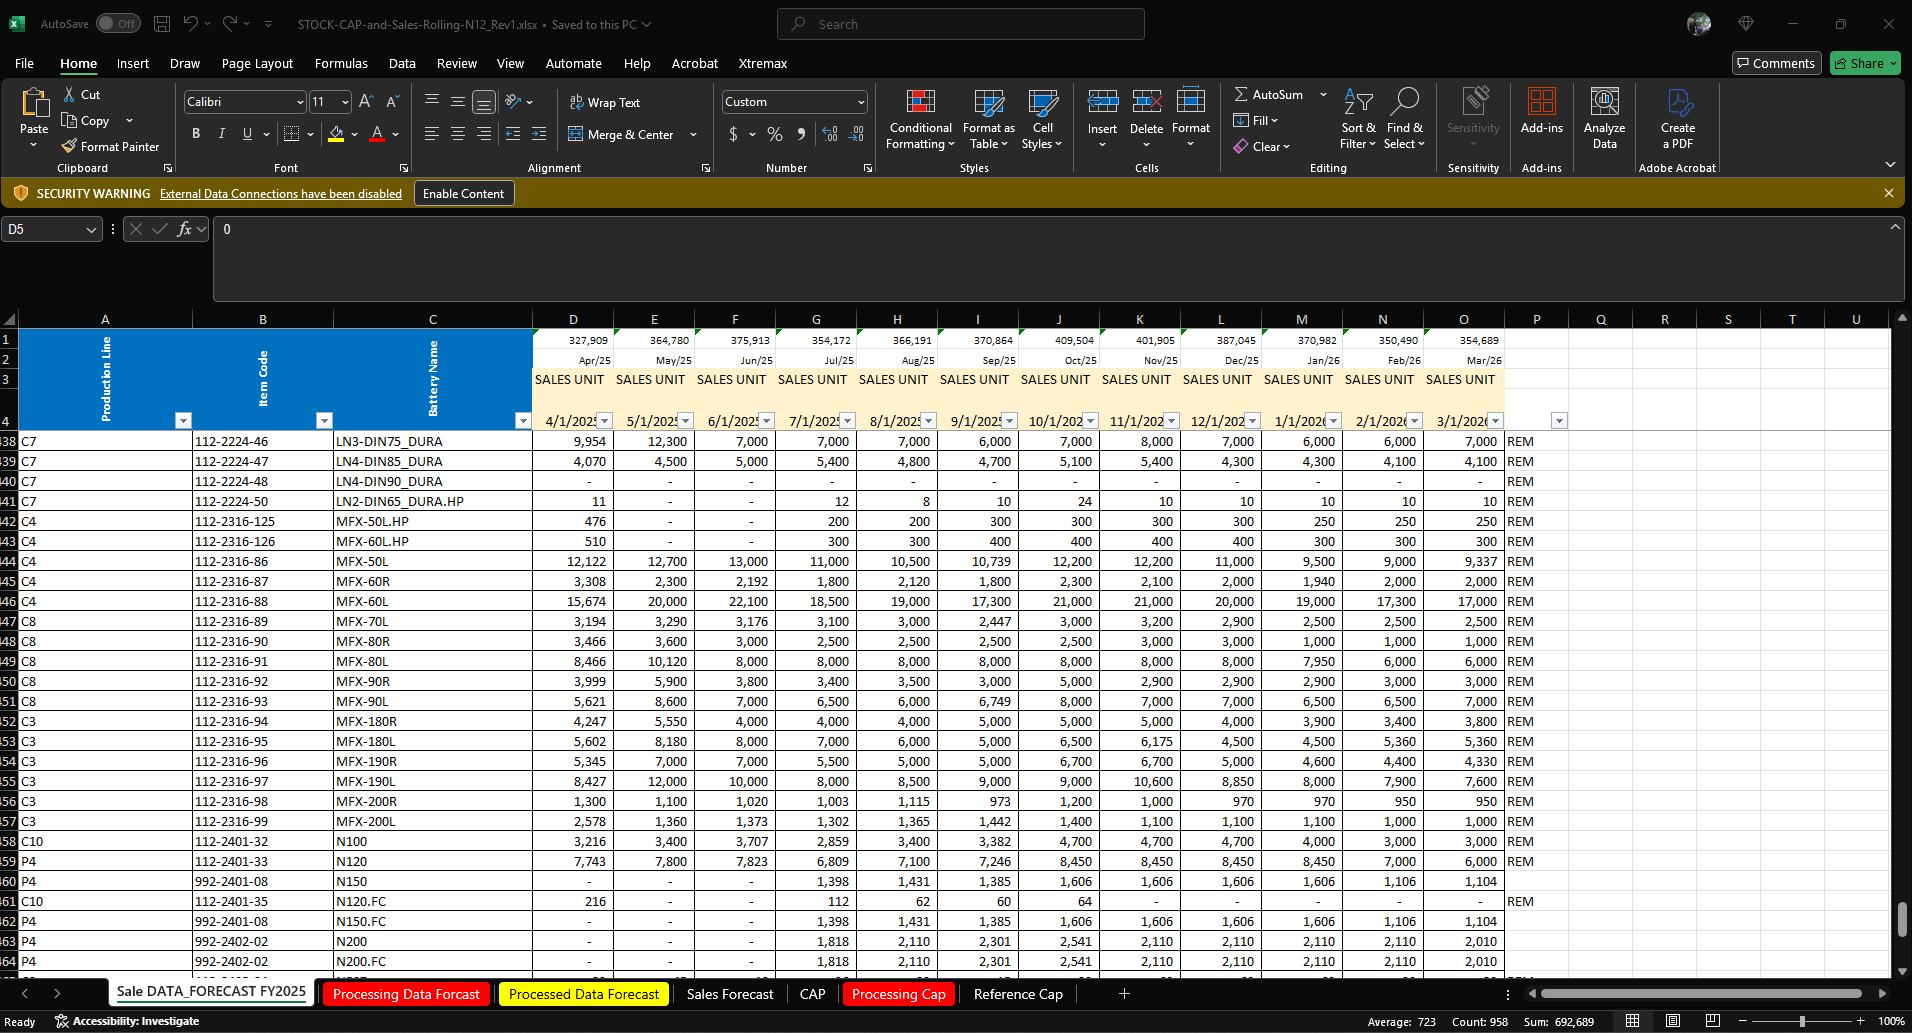 AutoSave Off STOCK-CAP-and-Sales-Rolling-N12_Rev1.xlsx • Saved to this PC Search
File Home Insert Draw Page Layout Formulas Data Review View Automate Help Acrobat Xtremax Comments Share
Paste Cut Copy Format Painter Clipboard
Calibri 11 A A B I U A Font
ab Wrap Text Merge & Center Alignment
Custom $ % Number
Conditional Formatting Format as Table Cell Styles Styles
Insert Delete Format Cells
AutoSum Fill Clear Sort & Filter Find & Select Editing
Sensitivity Sensitivity
Add-ins Add-ins
Analyze Data
Create a PDF Adobe Acrobat
SECURITY WARNING External Data Connections have been disabled Enable Content
D5 fx 0
A B C D E F G H I J K L M N O P Q R S T U
1 327,909 364,780 375,913 354,172 366,191 370,864 409,504 401,905 387,045 370,982 350,490 354,689
2 Apr/25 May/25 Jun/25 Jul/25 Aug/25 Sep/25 Oct/25 Nov/25 Dec/25 Jan/26 Feb/26 Mar/26
3 SALES UNIT SALES UNIT SALES UNIT SALES UNIT SALES UNIT SALES UNIT SALES UNIT SALES UNIT SALES UNIT SALES UNIT SALES UNIT SALES UNIT
4 Production Line Item Code Battery Name 4/1/2025 5/1/2025 6/1/2025 7/1/2025 8/1/2025 9/1/2025 10/1/202 11/1/202 12/1/202 1/1/2026 2/1/2026 3/1/2026
438 C7 112-2224-46 LN3-DIN75_DURA 9,954 12,300 7,000 7,000 7,000 6,000 7,000 8,000 7,000 6,000 6,000 7,000 REM
439 C7 112-2224-47 LN4-DIN85_DURA 4,070 4,500 5,000 5,400 4,800 4,700 5,100 5,400 4,300 4,300 4,100 4,100 REM
440 C7 112-2224-48 LN4-DIN90_DURA - - - - - - - - - - - - REM
441 C7 112-2224-50 LN2-DIN65_DURA.HP 11 - - 12 8 10 24 10 10 10 10 10 REM
442 C4 112-2316-125 MFX-50L.HP 476 - - 200 200 300 300 300 300 250 250 250 REM
443 C4 112-2316-126 MFX-60L.HP 510 - - 300 300 400 400 400 400 300 300 300 REM
444 C4 112-2316-86 MFX-50L 12,122 12,700 13,000 11,000 10,500 10,739 12,200 12,200 11,000 9,500 9,000 9,337 REM
445 C4 112-2316-87 MFX-60R 3,308 2,300 2,192 1,800 2,120 1,800 2,300 2,100 2,000 1,940 2,000 2,000 REM
446 C4 112-2316-88 MFX-60L 15,674 20,000 22,100 18,500 19,000 17,300 21,000 21,000 20,000 19,000 17,300 17,000 REM
447 C8 112-2316-89 MFX-70L 3,194 3,290 3,176 3,100 3,000 2,447 3,000 3,200 2,900 2,500 2,500 2,500 REM
448 C8 112-2316-90 MFX-80R 3,466 3,600 3,000 2,500 2,500 2,500 2,500 3,000 3,000 1,000 1,000 1,000 REM
449 C8 112-2316-91 MFX-80L 8,466 10,120 8,000 8,000 8,000 8,000 8,000 8,000 8,000 7,950 6,000 6,000 REM
450 C8 112-2316-92 MFX-90R 3,999 5,900 3,800 3,400 3,500 3,000 5,000 2,900 2,900 2,900 3,000 3,000 REM
451 C8 112-2316-93 MFX-90L 5,621 8,600 7,000 6,500 6,000 6,749 8,000 7,000 7,000 6,500 6,500 7,000 REM
452 C3 112-2316-94 MFX-180R 4,247 5,550 4,000 4,000 4,000 5,000 5,000 5,000 4,000 3,900 3,400 3,800 REM
453 C3 112-2316-95 MFX-180L 5,602 8,180 8,000 7,000 6,000 5,000 6,500 6,175 4,500 4,500 5,360 5,360 REM
454 C3 112-2316-96 MFX-190R 5,345 7,000 7,000 5,500 5,000 5,000 6,700 6,700 5,000 4,600 4,400 4,330 REM
455 C3 112-2316-97 MFX-190L 8,427 12,000 10,000 8,000 8,500 9,000 9,000 10,600 8,850 8,000 7,900 7,600 REM
456 C3 112-2316-98 MFX-200R 1,300 1,100 1,020 1,003 1,115 973 1,200 1,000 970 970 950 950 REM
457 C3 112-2316-99 MFX-200L 2,578 1,360 1,373 1,302 1,365 1,442 1,400 1,100 1,100 1,100 1,000 1,000 REM
458 C10 112-2401-32 N100 3,216 3,400 3,707 2,859 3,400 3,382 4,700 4,700 4,700 4,000 3,000 3,000 REM
459 P4 112-2401-33 N120 7,743 7,800 7,823 6,809 7,100 7,246 8,450 8,450 8,450 8,450 7,000 6,000 REM
460 P4 992-2401-08 N150 - - - 1,398 1,431 1,385 1,606 1,606 1,606 1,606 1,106 1,104
461 C10 112-2401-35 N120.FC 216 - - 112 62 60 64 - - - - - REM
462 P4 992-2401-08 N150.FC - - - 1,398 1,431 1,385 1,606 1,606 1,606 1,606 1,106 1,104
463 P4 992-2402-02 N200 - - - 1,818 2,110 2,301 2,541 2,110 2,110 2,110 2,110 2,010
464 P4 992-2402-02 N200.FC - - - 1,818 2,110 2,301 2,541 2,110 2,110 2,110 2,110 2,010
Sale DATA_FORECAST FY2025 Processing Data Forcast Processed Data Forecast Sales Forecast CAP Processing Cap Reference Cap
Ready Accessibility: Investigate Average: 723 Count: 958 Sum: 692,689 100%